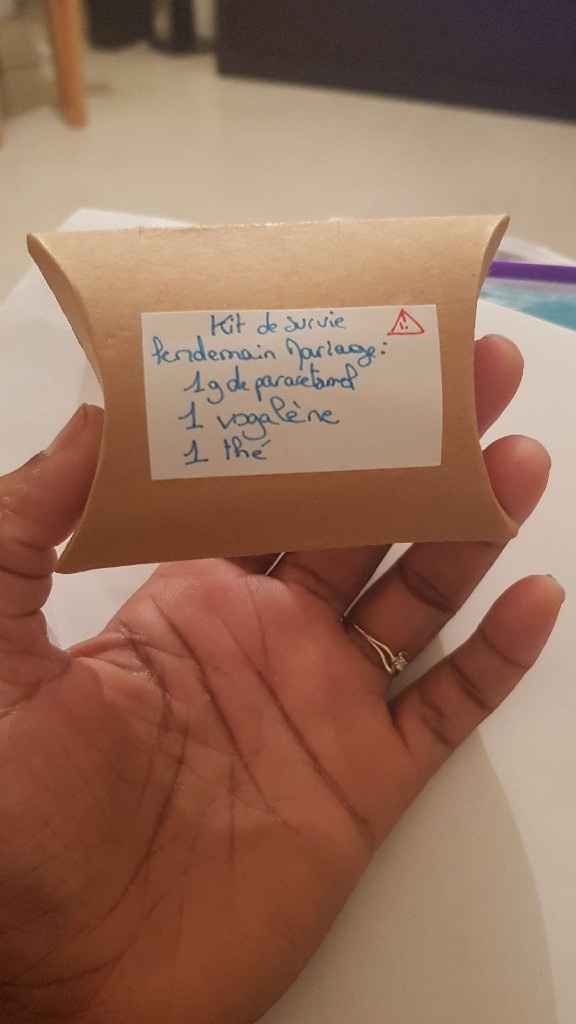 Kit de survie
lendemain Mariage:
1g de paracetamol
1 vogalène
1 thé